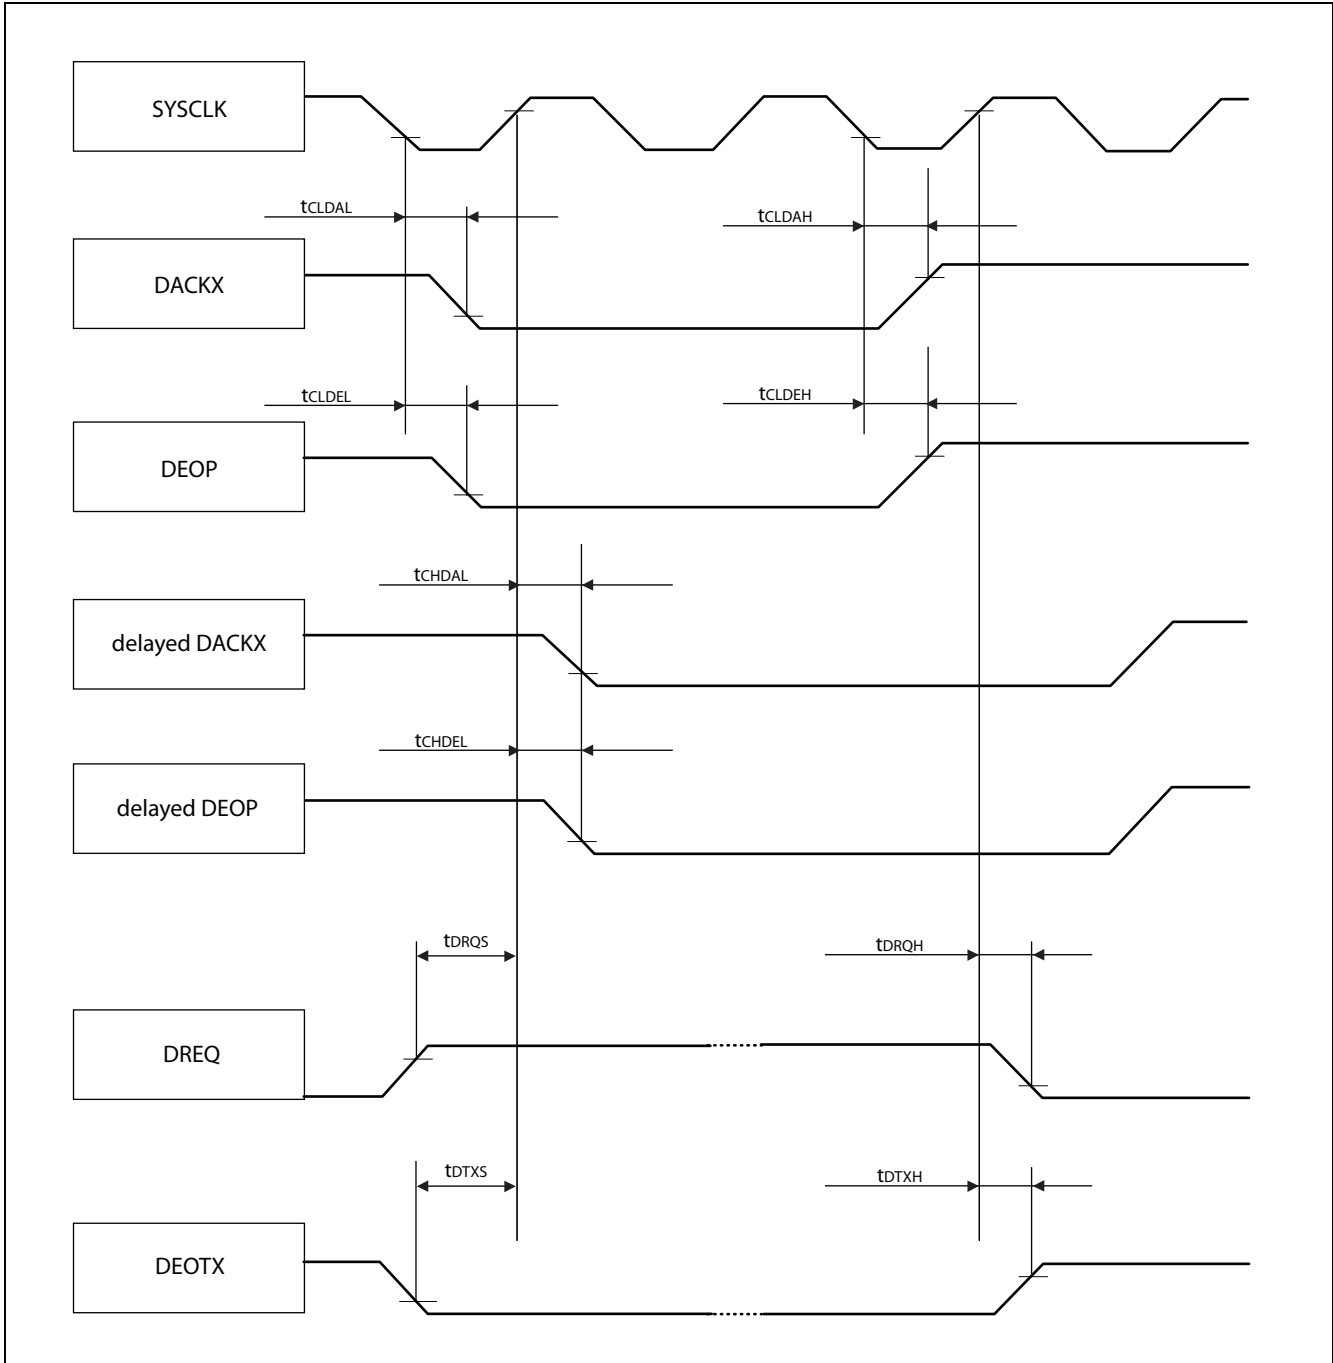 SYSCLK
tCLDAL
tCLDAH
DACKX
tCLDEL
tCLDEH
DEOP
tCHDAL
delayed DACKX
tCHDEL
delayed DEOP
tDRQS
tDRQH
DREQ
tDTXS
tDTXH
DEOTX